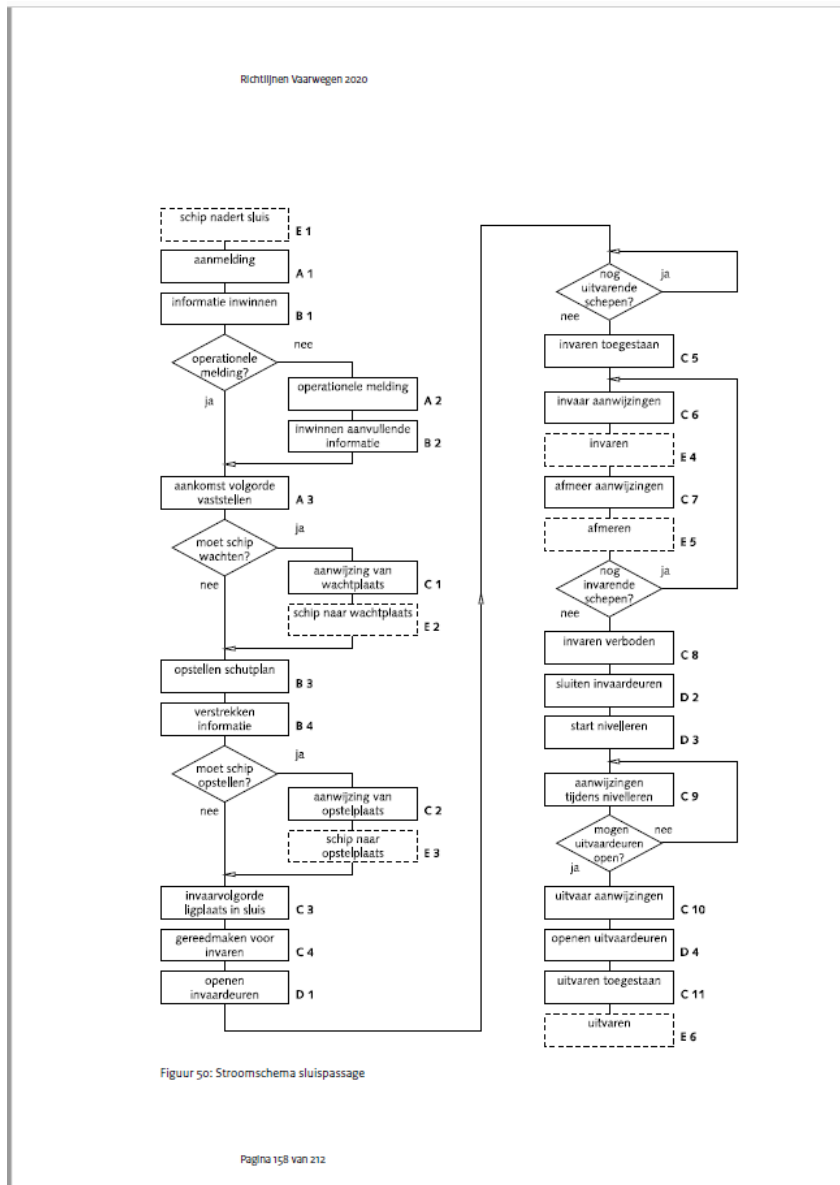 Richtlijnen Vaarwegen 2020
schip nadert sluis
E 1
aanmelding
A 1
informatie inwinnen
B 1
nee
operationele
melding?
ja
operationele melding
A 2
inwinnen aanvullende
informatie
B 2
aankomst volgorde
vaststellen
A 3
ja
moet schip
wachten?
nee
aanwijzing van
wachtplaats
C 1
schip naar wachtplaats
E 2
opstellen schutplan
B 3
verstrekken
informatie
B 4
ja
moet schip
opstellen?
nee
aanwijzing van
opstelplaats
C 2
schip naar
opstelplaats
E 3
invaarvolgorde
ligplaats in sluis
C 3
gereedmaken voor
invaren
C 4
openen
invaardeuren
D 1
nog
uitvarende
schepen?
ja
nee
invaren toegestaan
C 5
invaar aanwijzingen
C 6
invaren
E 4
afmeer aanwijzingen
C 7
afmeren
E 5
nog
invarende
schepen?
ja
nee
invaren verboden
C 8
sluiten invaardeuren
D 2
start nivelleren
D 3
aanwijzingen
tijdens nivelleren
C 9
mogen
uitvaardeuren
open?
nee
ja
uitvaar aanwijzingen
C 10
openen uitvaardeuren
D 4
uitvaren toegestaan
C 11
uitvaren
E 6
Figuur 50: Stroomschema sluispassage
Pagina 158 van 212